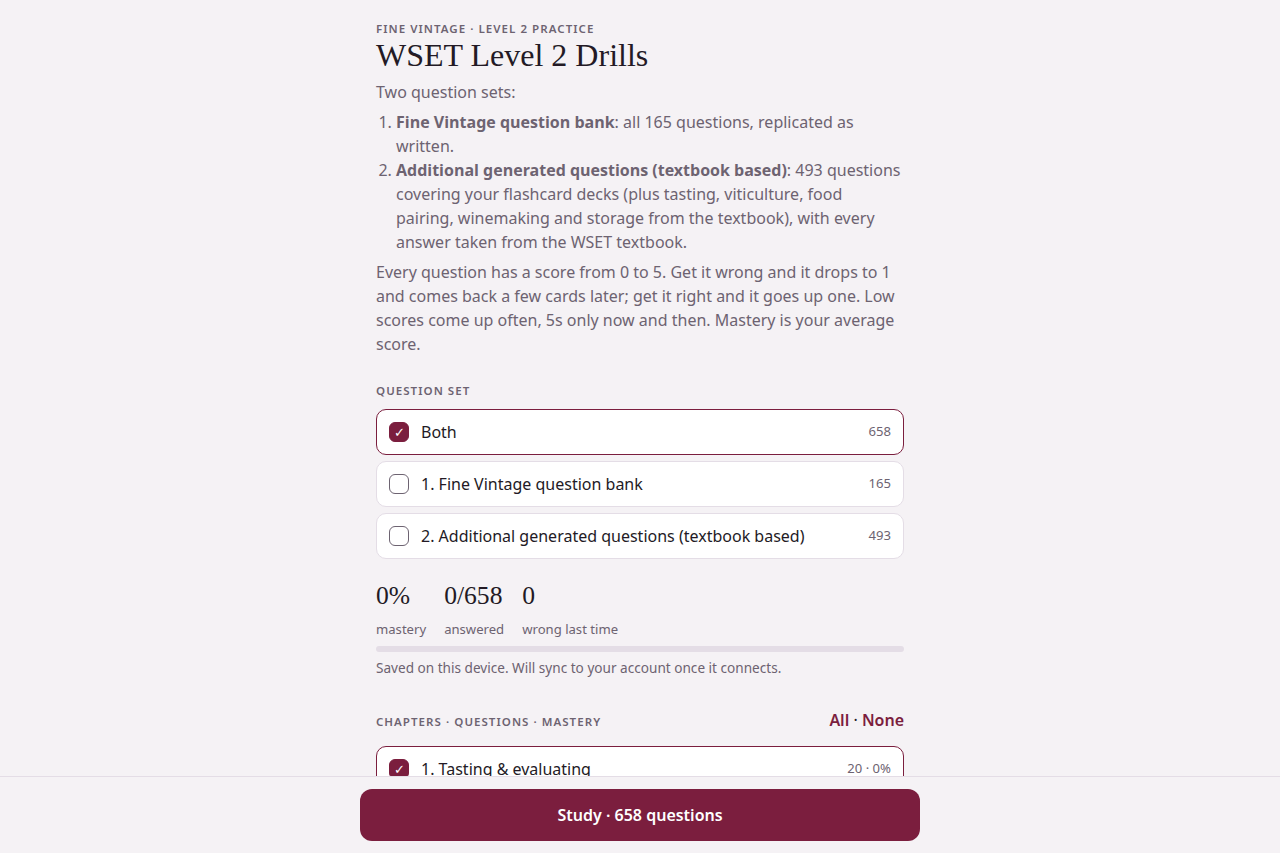 FINE VINTAGE · LEVEL 2 PRACTICE
WSET Level 2 Drills
Two question sets:
1. Fine Vintage question bank: all 165 questions, replicated as
written.
2. Additional generated questions (textbook based): 493 questions
covering your flashcard decks (plus tasting, viticulture, food
pairing, winemaking and storage from the textbook), with every
answer taken from the WSET textbook.
Every question has a score from 0 to 5. Get it wrong and it drops to 1
and comes back a few cards later; get it right and it goes up one. Low
scores come up often, 5s only now and then. Mastery is your average
score.
QUESTION SET
✓ Both 658
1. Fine Vintage question bank 165
2. Additional generated questions (textbook based) 493
0% 0/658 0
mastery answered wrong last time
Saved on this device. Will sync to your account once it connects.
CHAPTERS · QUESTIONS · MASTERY All · None
✓ 1. Tasting & evaluating 20 · 0%
Study · 658 questions